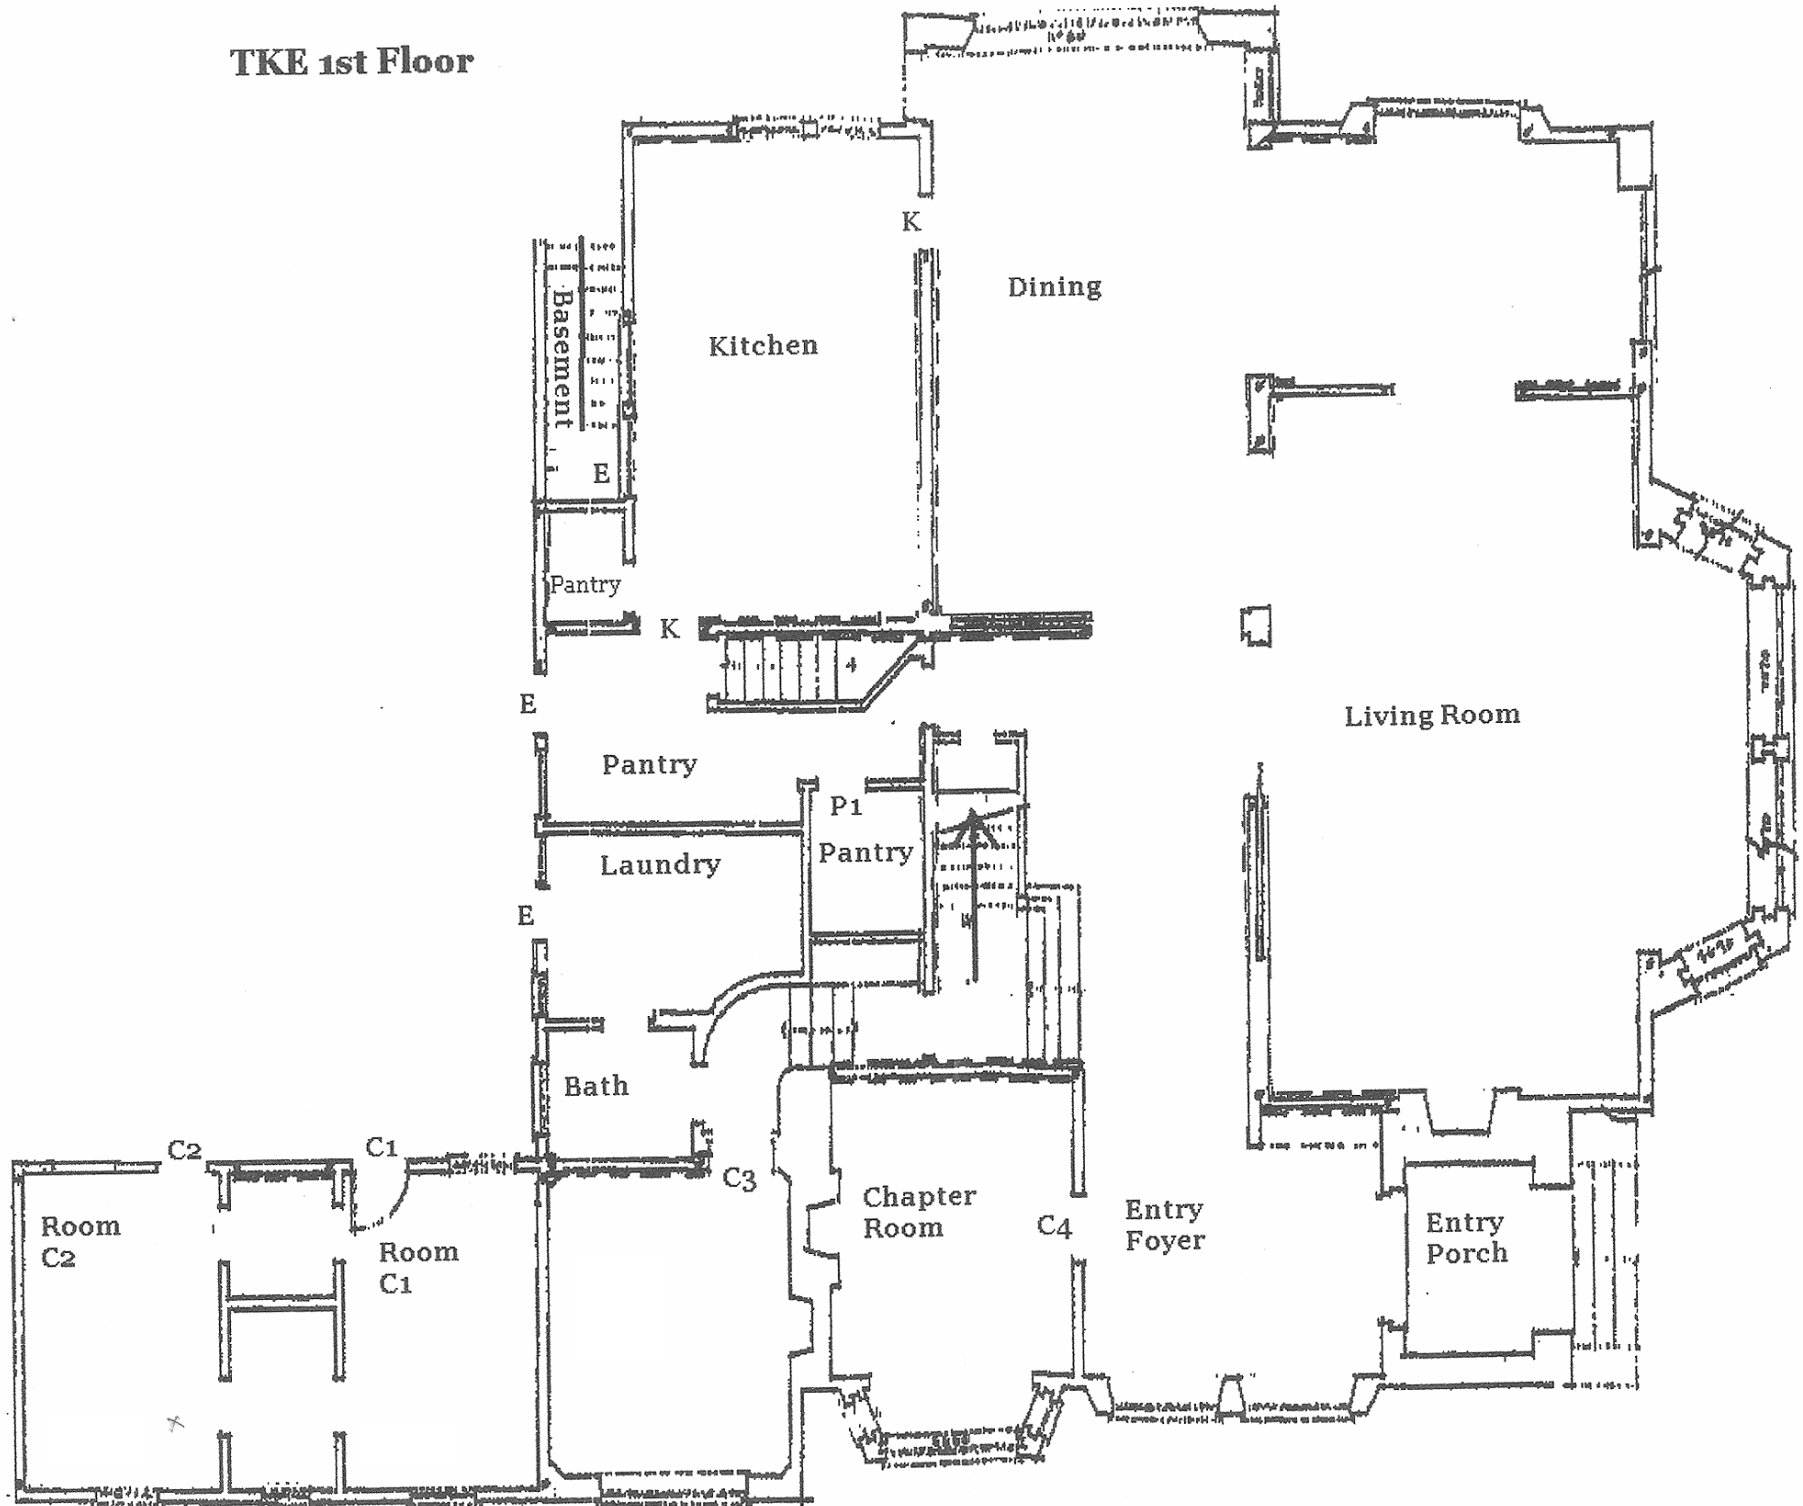 TKE 1st Floor
K
Dining
Basement
Kitchen
E
Pantry
K
4
E
Living Room
Pantry
P1
Pantry
Laundry
E
Bath
C2
C1
C3
Chapter
Room
C4
Entry
Foyer
Entry
Porch
Room
C2
Room
C1